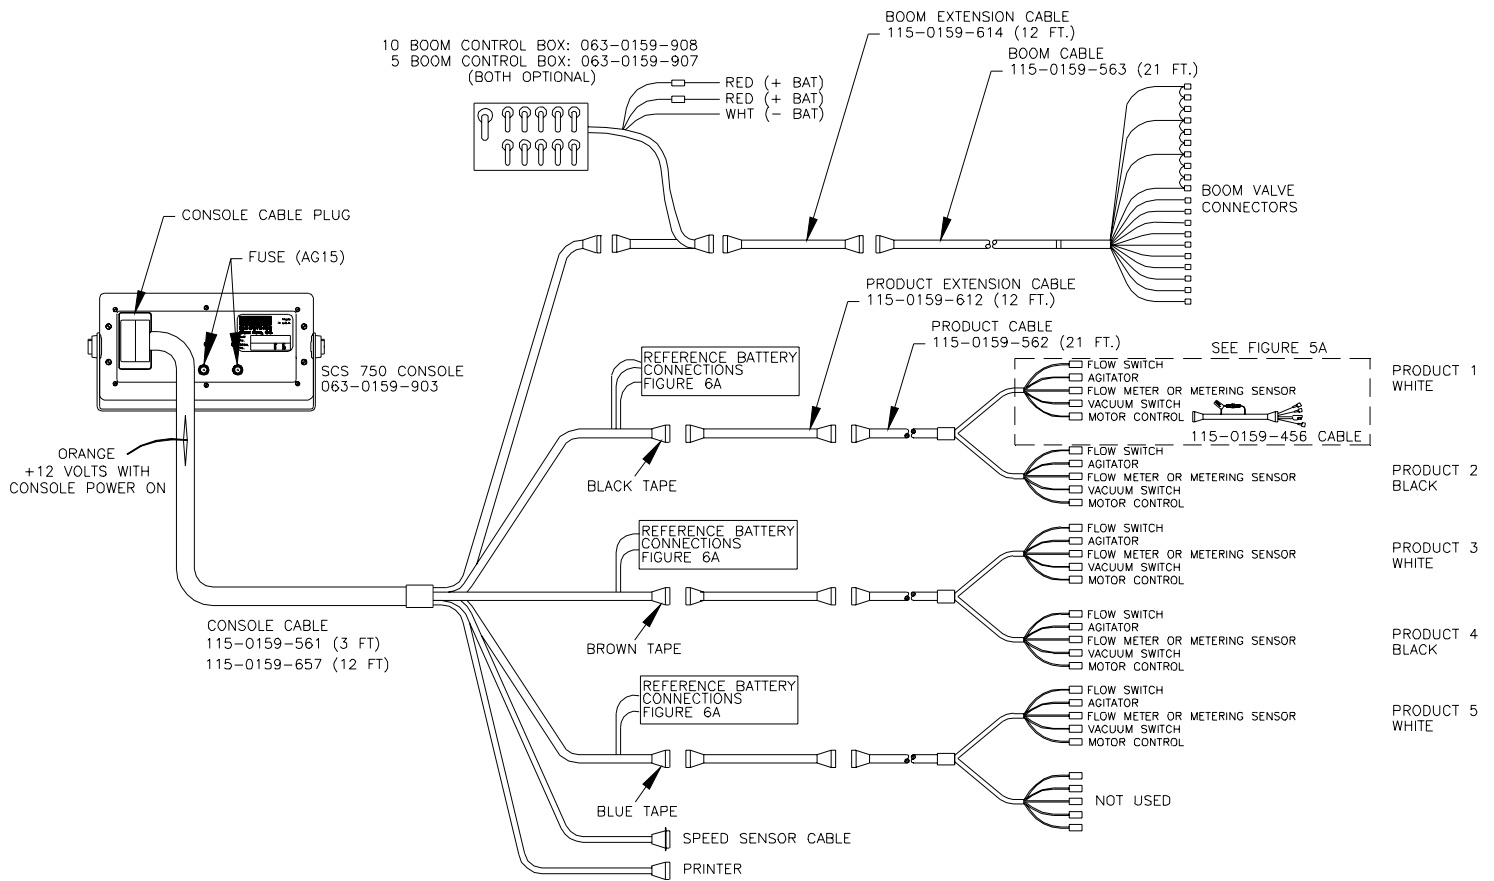 BOOM EXTENSION CABLE
115-0159-614 (12 FT.)
10 BOOM CONTROL BOX: 063-0159-908
5 BOOM CONTROL BOX: 063-0159-907
(BOTH OPTIONAL)
BOOM CABLE
115-0159-563 (21 FT.)
RED (+ BAT)
RED (+ BAT)
WHT (- BAT)
BOOM VALVE
CONNECTORS
CONSOLE CABLE PLUG
FUSE (AG15)
PRODUCT EXTENSION CABLE
115-0159-612 (12 FT.)
PRODUCT CABLE
115-0159-562 (21 FT.)
SCS 750 CONSOLE
063-0159-903
REFERENCE BATTERY
CONNECTIONS
FIGURE 6A
SEE FIGURE 5A
FLOW SWITCH
AGITATOR
FLOW METER OR METERING SENSOR
VACUUM SWITCH
MOTOR CONTROL
115-0159-456 CABLE
PRODUCT 1
WHITE
ORANGE
+12 VOLTS WITH
CONSOLE POWER ON
BLACK TAPE
FLOW SWITCH
AGITATOR
FLOW METER OR METERING SENSOR
VACUUM SWITCH
MOTOR CONTROL
PRODUCT 2
BLACK
REFERENCE BATTERY
CONNECTIONS
FIGURE 6A
FLOW SWITCH
AGITATOR
FLOW METER OR METERING SENSOR
VACUUM SWITCH
MOTOR CONTROL
PRODUCT 3
WHITE
CONSOLE CABLE
115-0159-561 (3 FT)
115-0159-657 (12 FT)
BROWN TAPE
FLOW SWITCH
AGITATOR
FLOW METER OR METERING SENSOR
VACUUM SWITCH
MOTOR CONTROL
PRODUCT 4
BLACK
REFERENCE BATTERY
CONNECTIONS
FIGURE 6A
FLOW SWITCH
AGITATOR
FLOW METER OR METERING SENSOR
VACUUM SWITCH
MOTOR CONTROL
PRODUCT 5
WHITE
BLUE TAPE
NOT USED
SPEED SENSOR CABLE
PRINTER